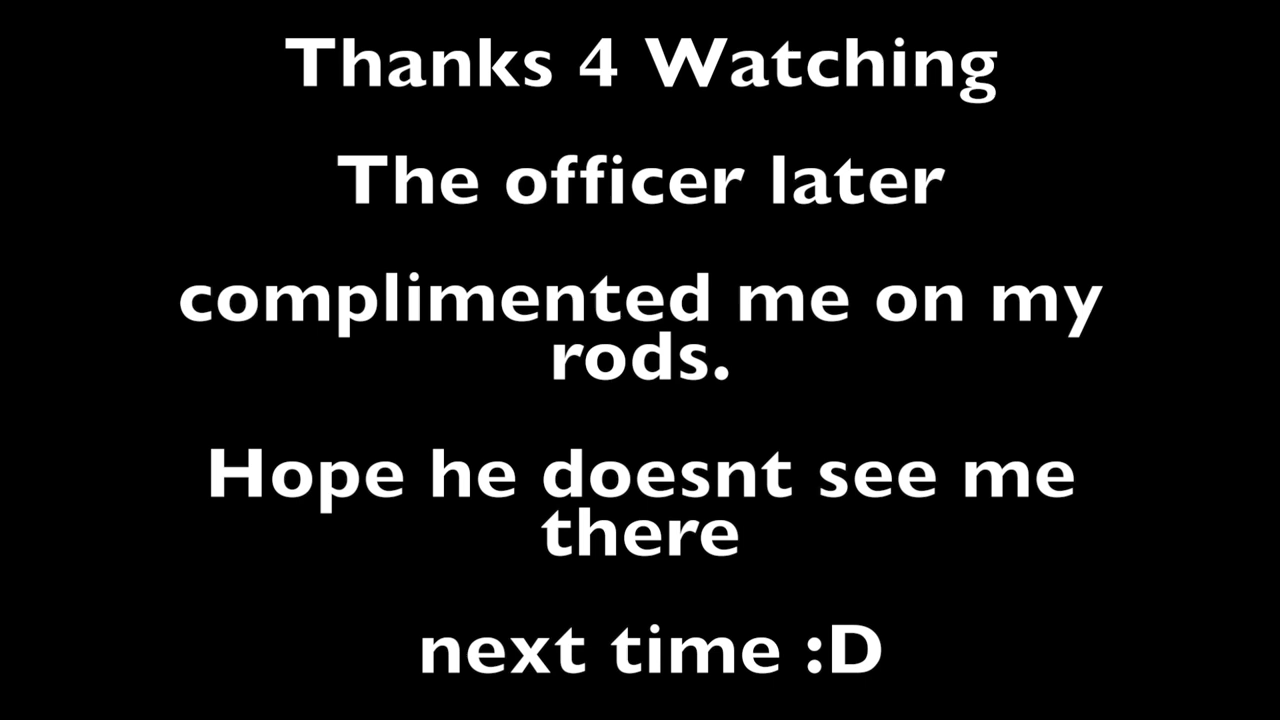 Thanks 4 Watching
The officer later
complimented me on my
rods.
Hope he doesnt see me
there
next time :D